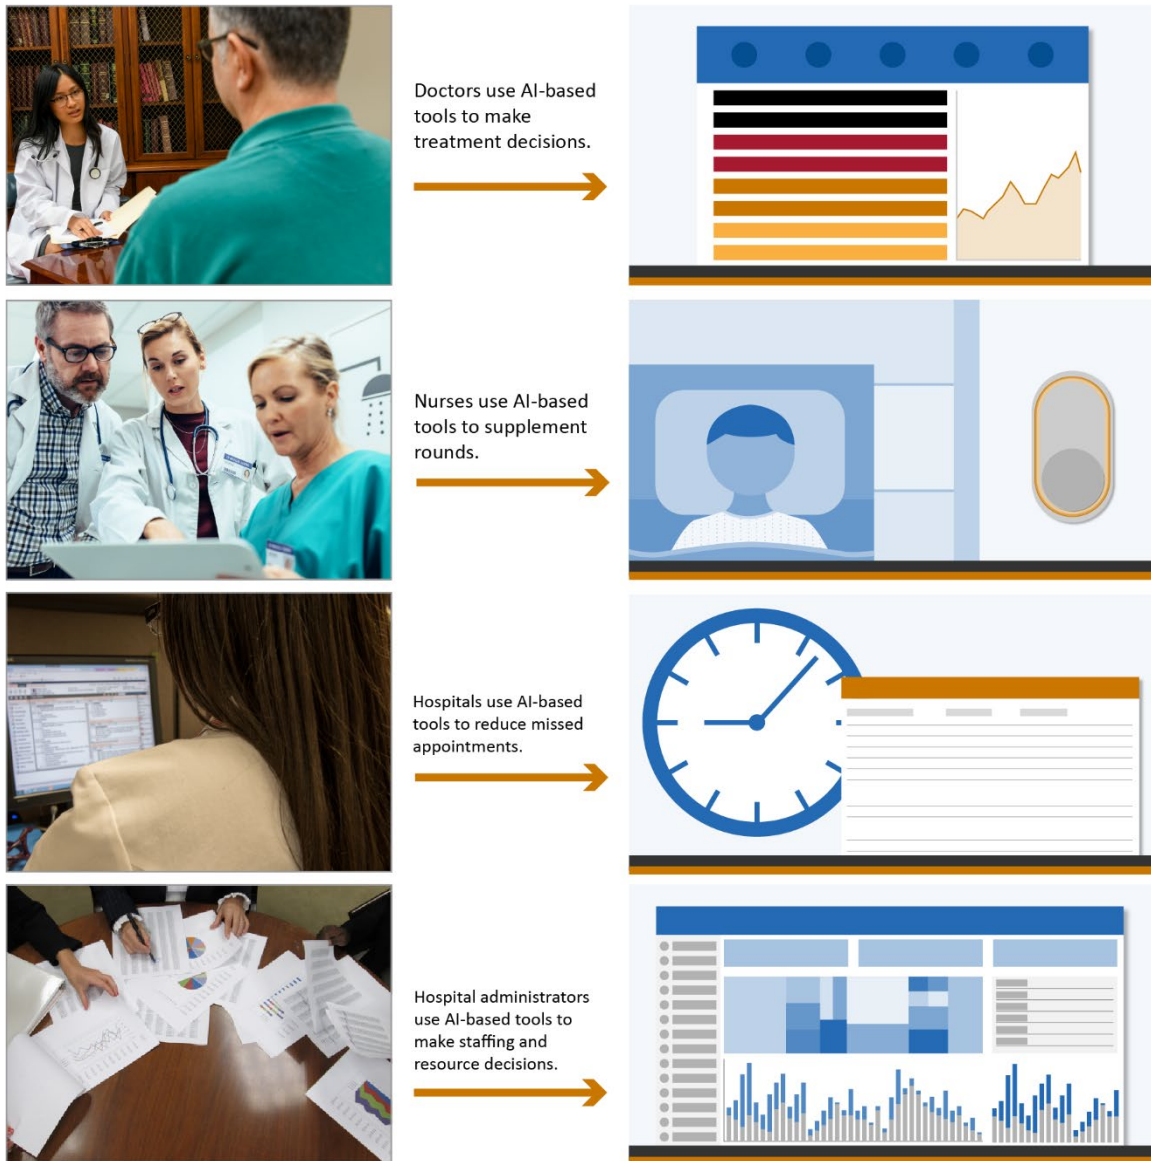 Doctors use AI-based
tools to make
treatment decisions.
Nurses use AI-based
tools to supplement
rounds.
Hospitals use AI-based
tools to reduce missed
appointments.
Hospital administrators
use AI-based tools to
make staffing and
resource decisions.